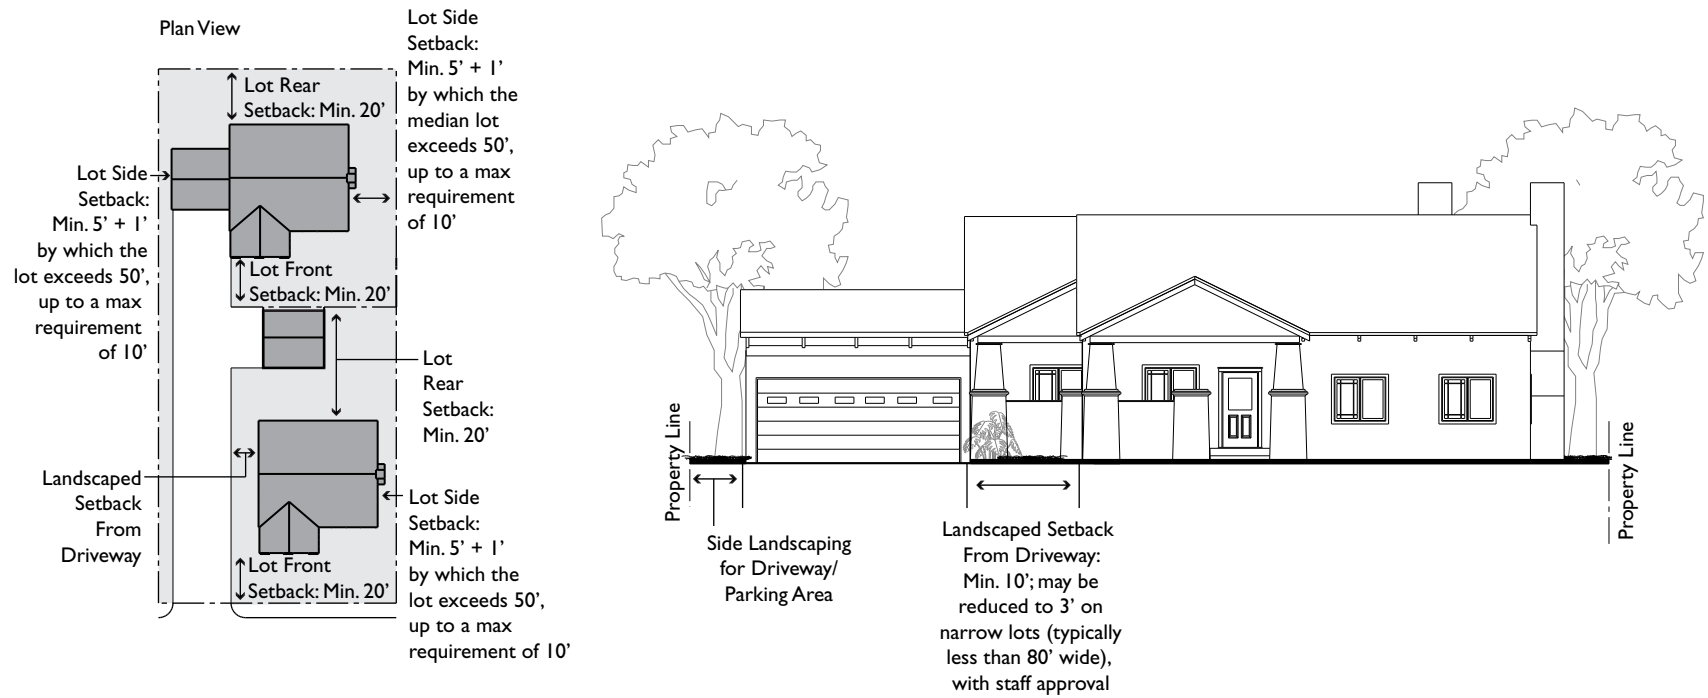 Plan View
Lot Side
Setback:
Min. 5’ + 1’
by which the
median lot
exceeds 50’,
up to a max
requirement
of 10’
Lot Rear
Setback: Min. 20’
Lot Side
Setback:
Min. 5’ + 1’
by which the
lot exceeds 50’,
up to a max
requirement
of 10’
Lot Front
Setback: Min. 20’
Lot
Rear
Setback:
Min. 20’
Landscaped
Setback
From
Driveway
Lot Side
Setback:
Min. 5’ + 1’
by which the
lot exceeds 50’,
up to a max
requirement of 10’
Lot Front
Setback: Min. 20’
Property Line
Side Landscaping
for Driveway/
Parking Area
Landscaped Setback
From Driveway:
Min. 10’; may be
reduced to 3’ on
narrow lots (typically
less than 80’ wide),
with staff approval
Property Line